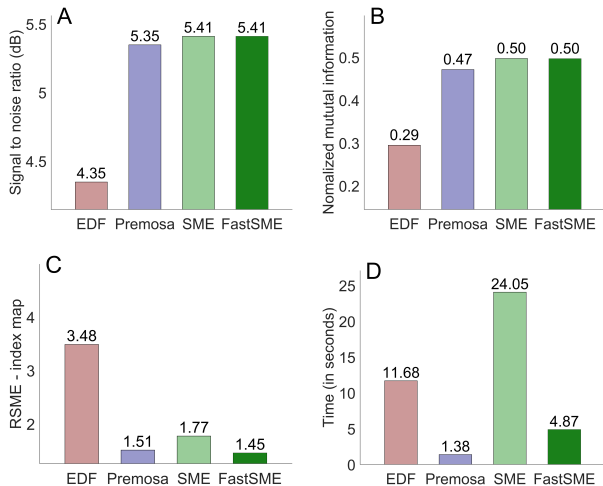 A
Signal to noise ratio (dB)
5.5
5
4.5
4.35
5.35
5.41
5.41
EDF Premosa SME FastSME
B
Nomalized mututal information
0.5
0.4
0.3
0.2
0.29
0.47
0.50
0.50
EDF Premosa SME FastSME
C
RSME - index map
4
3
2
3.48
1.51
1.77
1.45
EDF Premosa SME FastSME
D
Time (in seconds)
25
20
15
10
5
0
11.68
1.38
24.05
4.87
EDF Premosa SME FastSME